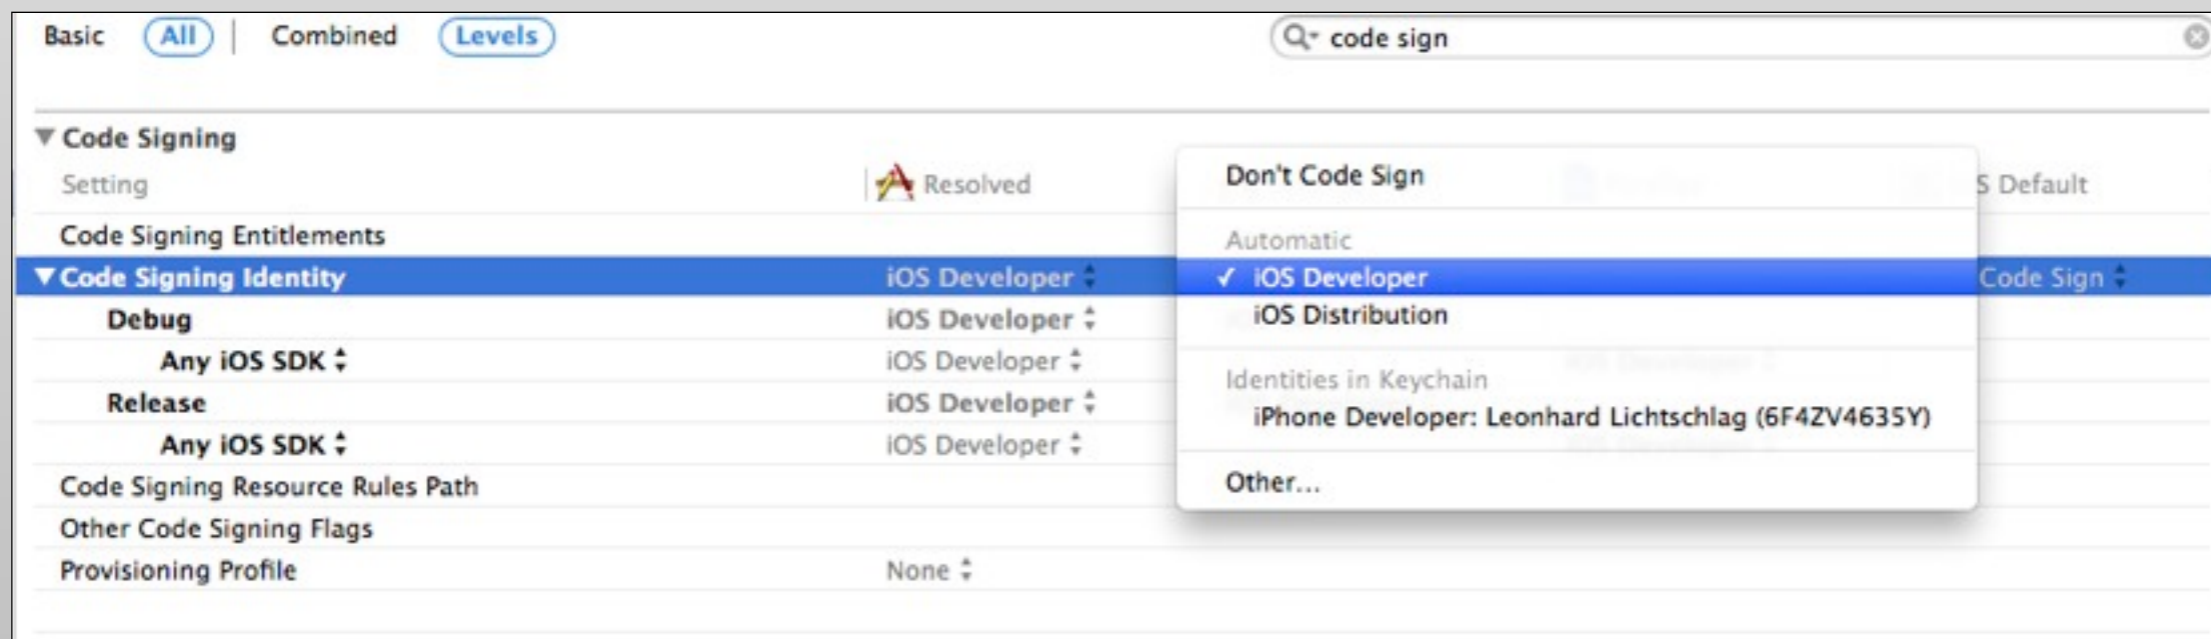 Basic All Combined Levels code sign
Code Signing
Setting Resolved S Default
Don't Code Sign
Code Signing Entitlements
Automatic
Code Signing Identity iOS Developer ✓ iOS Developer Code Sign
Debug iOS Developer iOS Distribution
Any iOS SDK iOS Developer
Identities in Keychain
Release iOS Developer iPhone Developer: Leonhard Lichtschlag (6F4ZV4635Y)
Any iOS SDK iOS Developer
Code Signing Resource Rules Path Other...
Other Code Signing Flags
Provisioning Profile None